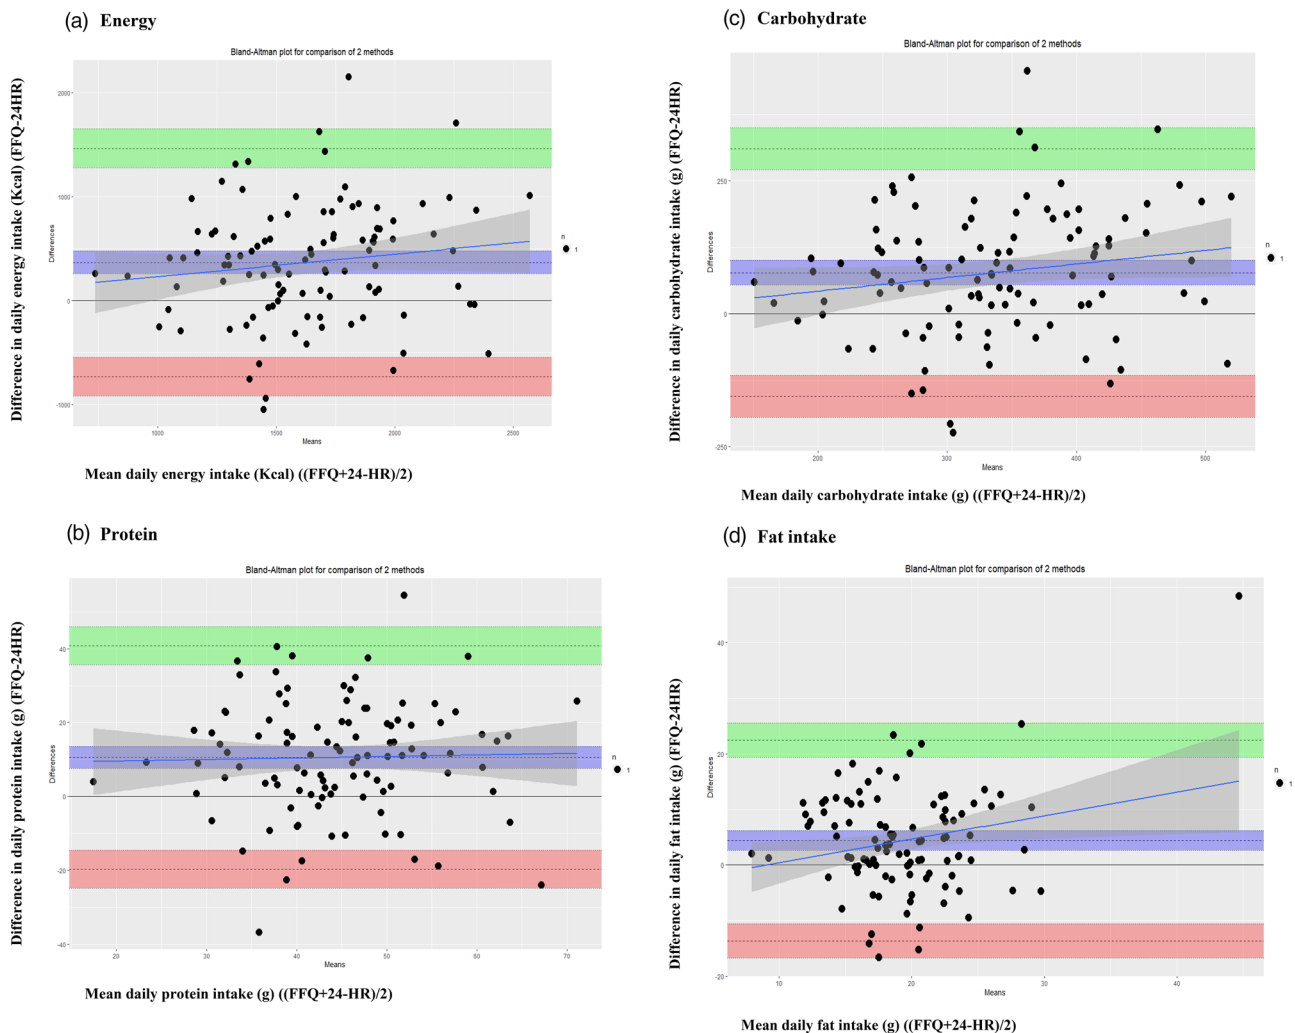 (a) Energy
Bland-Altman plot for comparison of 2 methods
Difference in daily energy intake (Kcal) (FFQ-24HR)
Differences
2000
1000
0
-1000
1000 1500 2000 2500
Means
n
1
Mean daily energy intake (Kcal) ((FFQ+24-HR)/2)
(c) Carbohydrate
Bland-Altman plot for comparison of 2 methods
Difference in daily carbohydrate intake (g) (FFQ-24HR)
Differences
250
0
-250
200 300 400 500
Means
n
1
Mean daily carbohydrate intake (g) ((FFQ+24-HR)/2)
(b) Protein
Bland-Altman plot for comparison of 2 methods
Difference in daily protein intake (g) (FFQ-24HR)
Differences
40
20
0
-20
-40
20 30 40 50 60 70
Means
n
1
Mean daily protein intake (g) ((FFQ+24-HR)/2)
(d) Fat intake
Bland-Altman plot for comparison of 2 methods
Difference in daily fat intake (g) (FFQ-24HR)
Differences
40
20
0
-20
10 20 30 40
Means
n
1
Mean daily fat intake (g) ((FFQ+24-HR)/2)